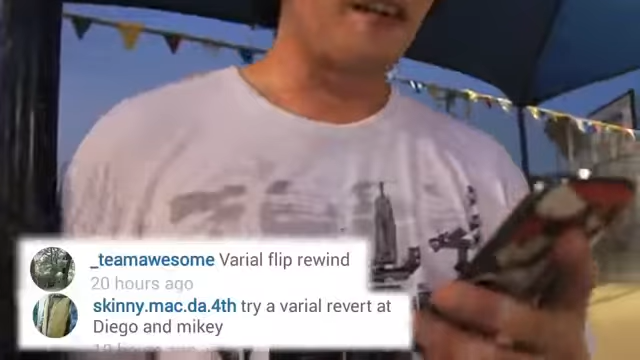 _teamawesome Varial flip rewind
20 hours ago
skinny.mac.da.4th try a varial revert at
Diego and mikey